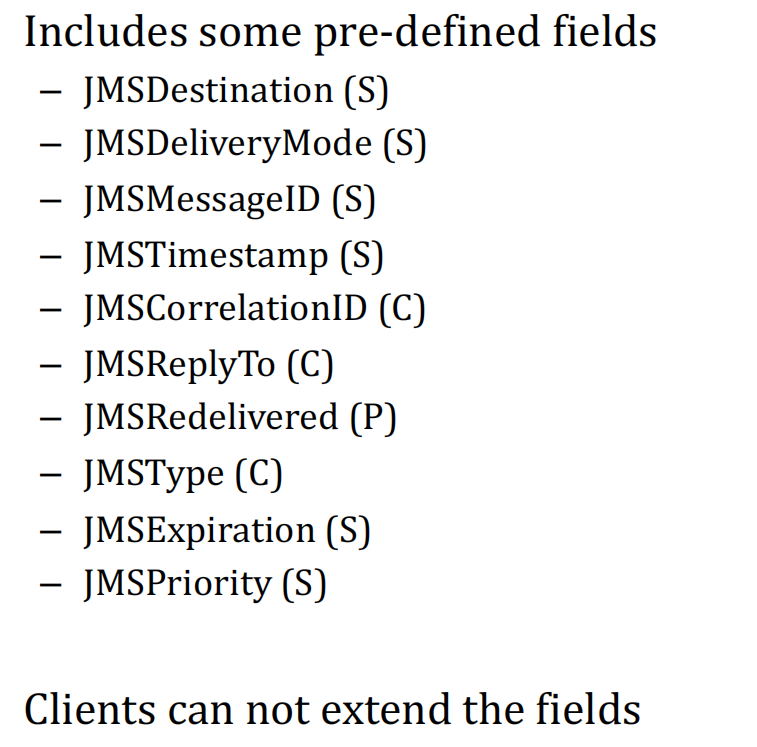 Includes some pre-defined fields
– JMSDestination (S)
– JMSDeliveryMode (S)
– JMSMessageID (S)
– JMSTimestamp (S)
– JMSCorrelationID (C)
– JMSReplyTo (C)
– JMSRedelivered (P)
– JMSType (C)
– JMSExpiration (S)
– JMSPriority (S)
Clients can not extend the fields